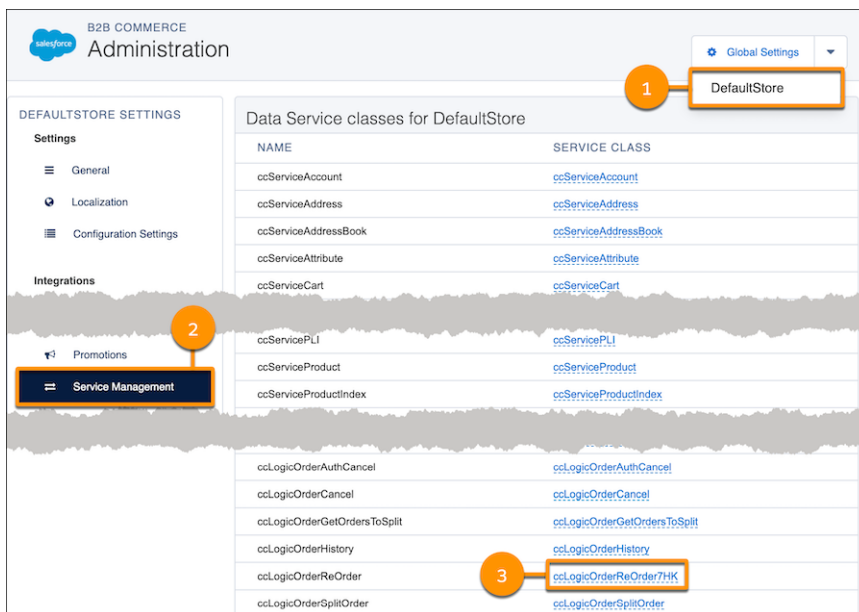 salesforce
B2B COMMERCE
Administration
Global Settings
1
DefaultStore
DEFAULTSTORE SETTINGS
Settings
General
Localization
Configuration Settings
Integrations
2
Promotions
Service Management
Data Service classes for DefaultStore
NAME SERVICE CLASS
ccServiceAccount ccServiceAccount
ccServiceAddress ccServiceAddress
ccServiceAddressBook ccServiceAddressBook
ccServiceAttribute ccServiceAttribute
ccServiceCart ccServiceCart
ccServicePLI ccServicePLI
ccServiceProduct ccServiceProduct
ccServiceProductIndex ccServiceProductIndex
ccLogicOrderAuthCancel ccLogicOrderAuthCancel
ccLogicOrderCancel ccLogicOrderCancel
ccLogicOrderGetOrdersToSplit ccLogicOrderGetOrdersToSplit
ccLogicOrderHistory ccLogicOrderHistory
ccLogicOrderReOrder 3 ccLogicOrderReOrder7HK
ccLogicOrderSplitOrder ccLogicOrderSplitOrder